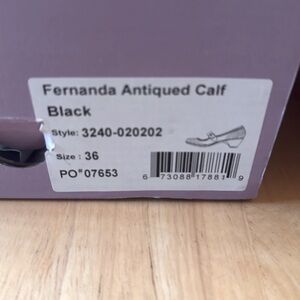 Fernanda Antiqued Calf
Black
Style: 3240-020202
Size : 36
PO# 07653
6 73088 17881 9